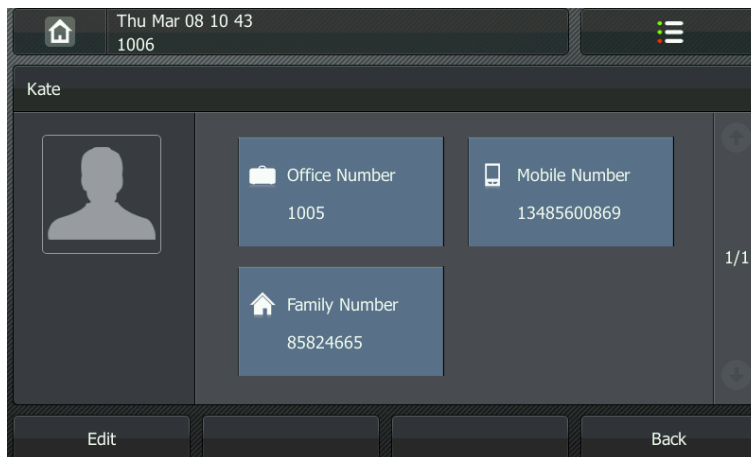 Thu Mar 08 10 43
1006
Kate
Office Number
1005
Mobile Number
13485600869
Family Number
85824665
1/1
Edit
Back